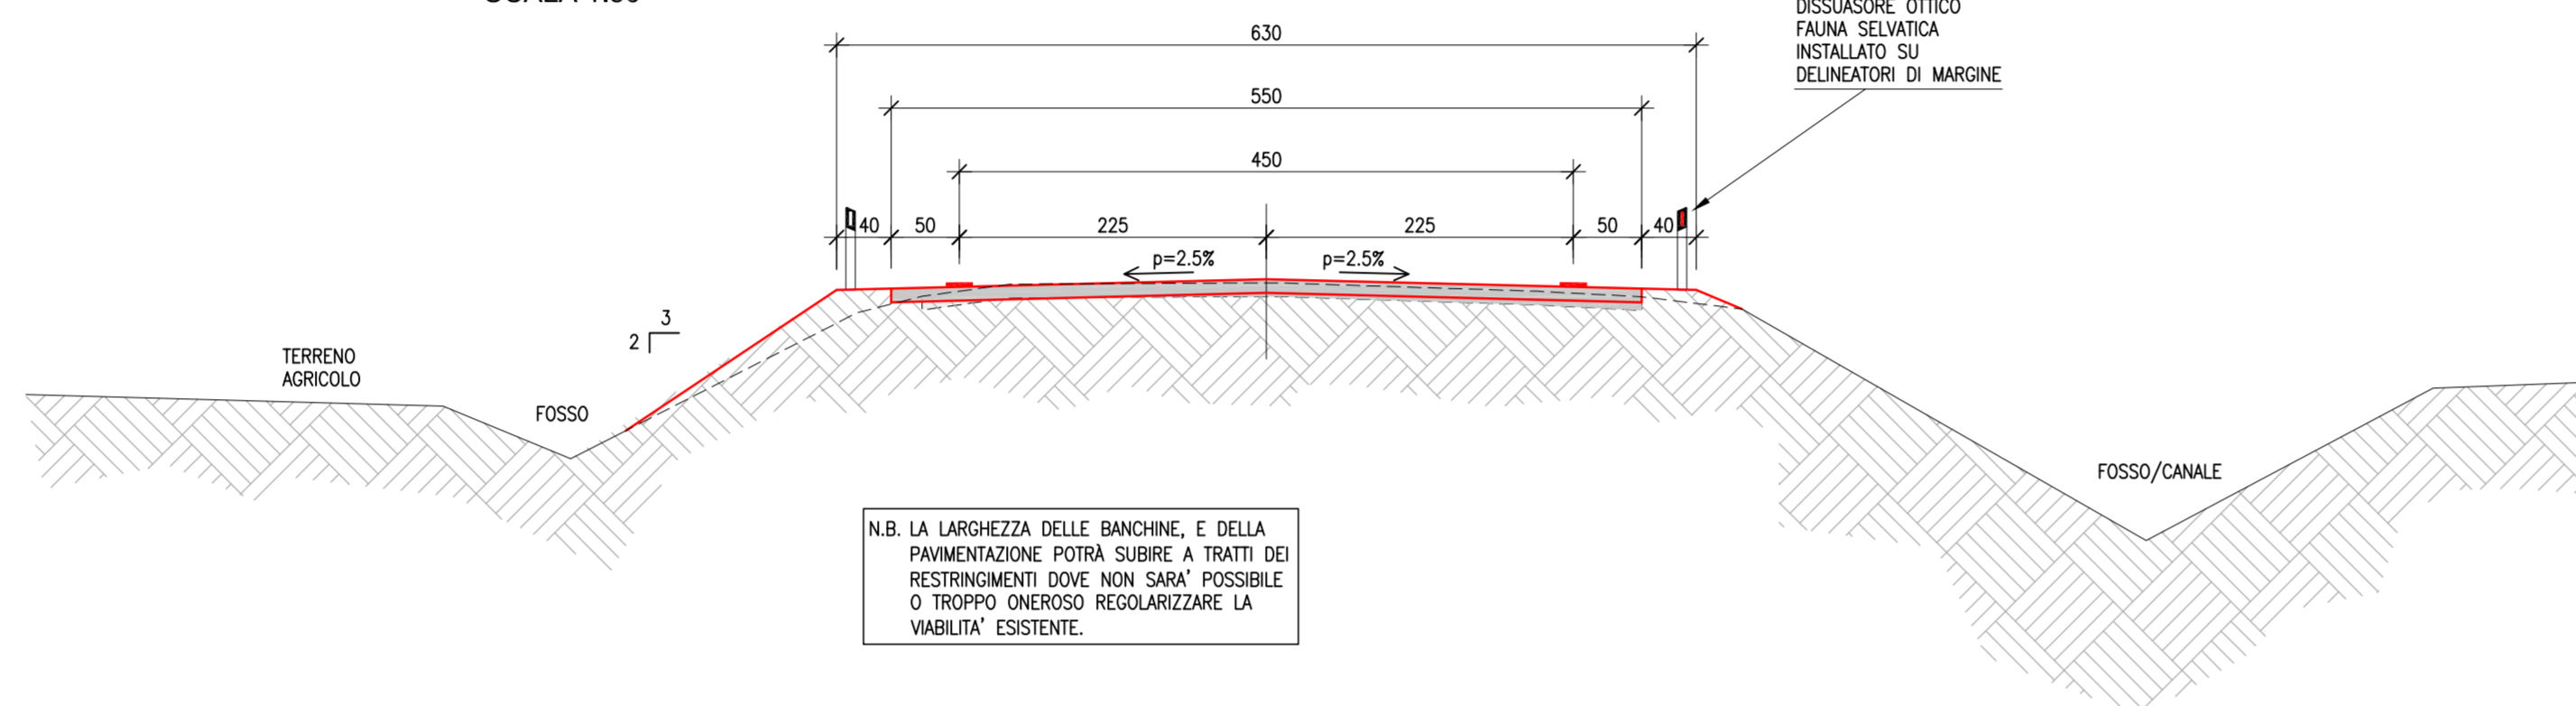 DISSUASORE OTTICO
FAUNA SELVATICA
INSTALLATO SU
DELINEATORI DI MARGINE
630
550
450
40 50 225 225 50 40
p=2.5% p=2.5%
3
2
TERRENO
AGRICOLO
FOSSO
FOSSO/CANALE
N.B. LA LARGHEZZA DELLE BANCHINE, E DELLA
PAVIMENTAZIONE POTRÀ SUBIRE A TRATTI DEI
RESTRINGIMENTI DOVE NON SARA' POSSIBILE
O TROPPO ONEROSO REGOLARIZZARE LA
VIABILITA' ESISTENTE.